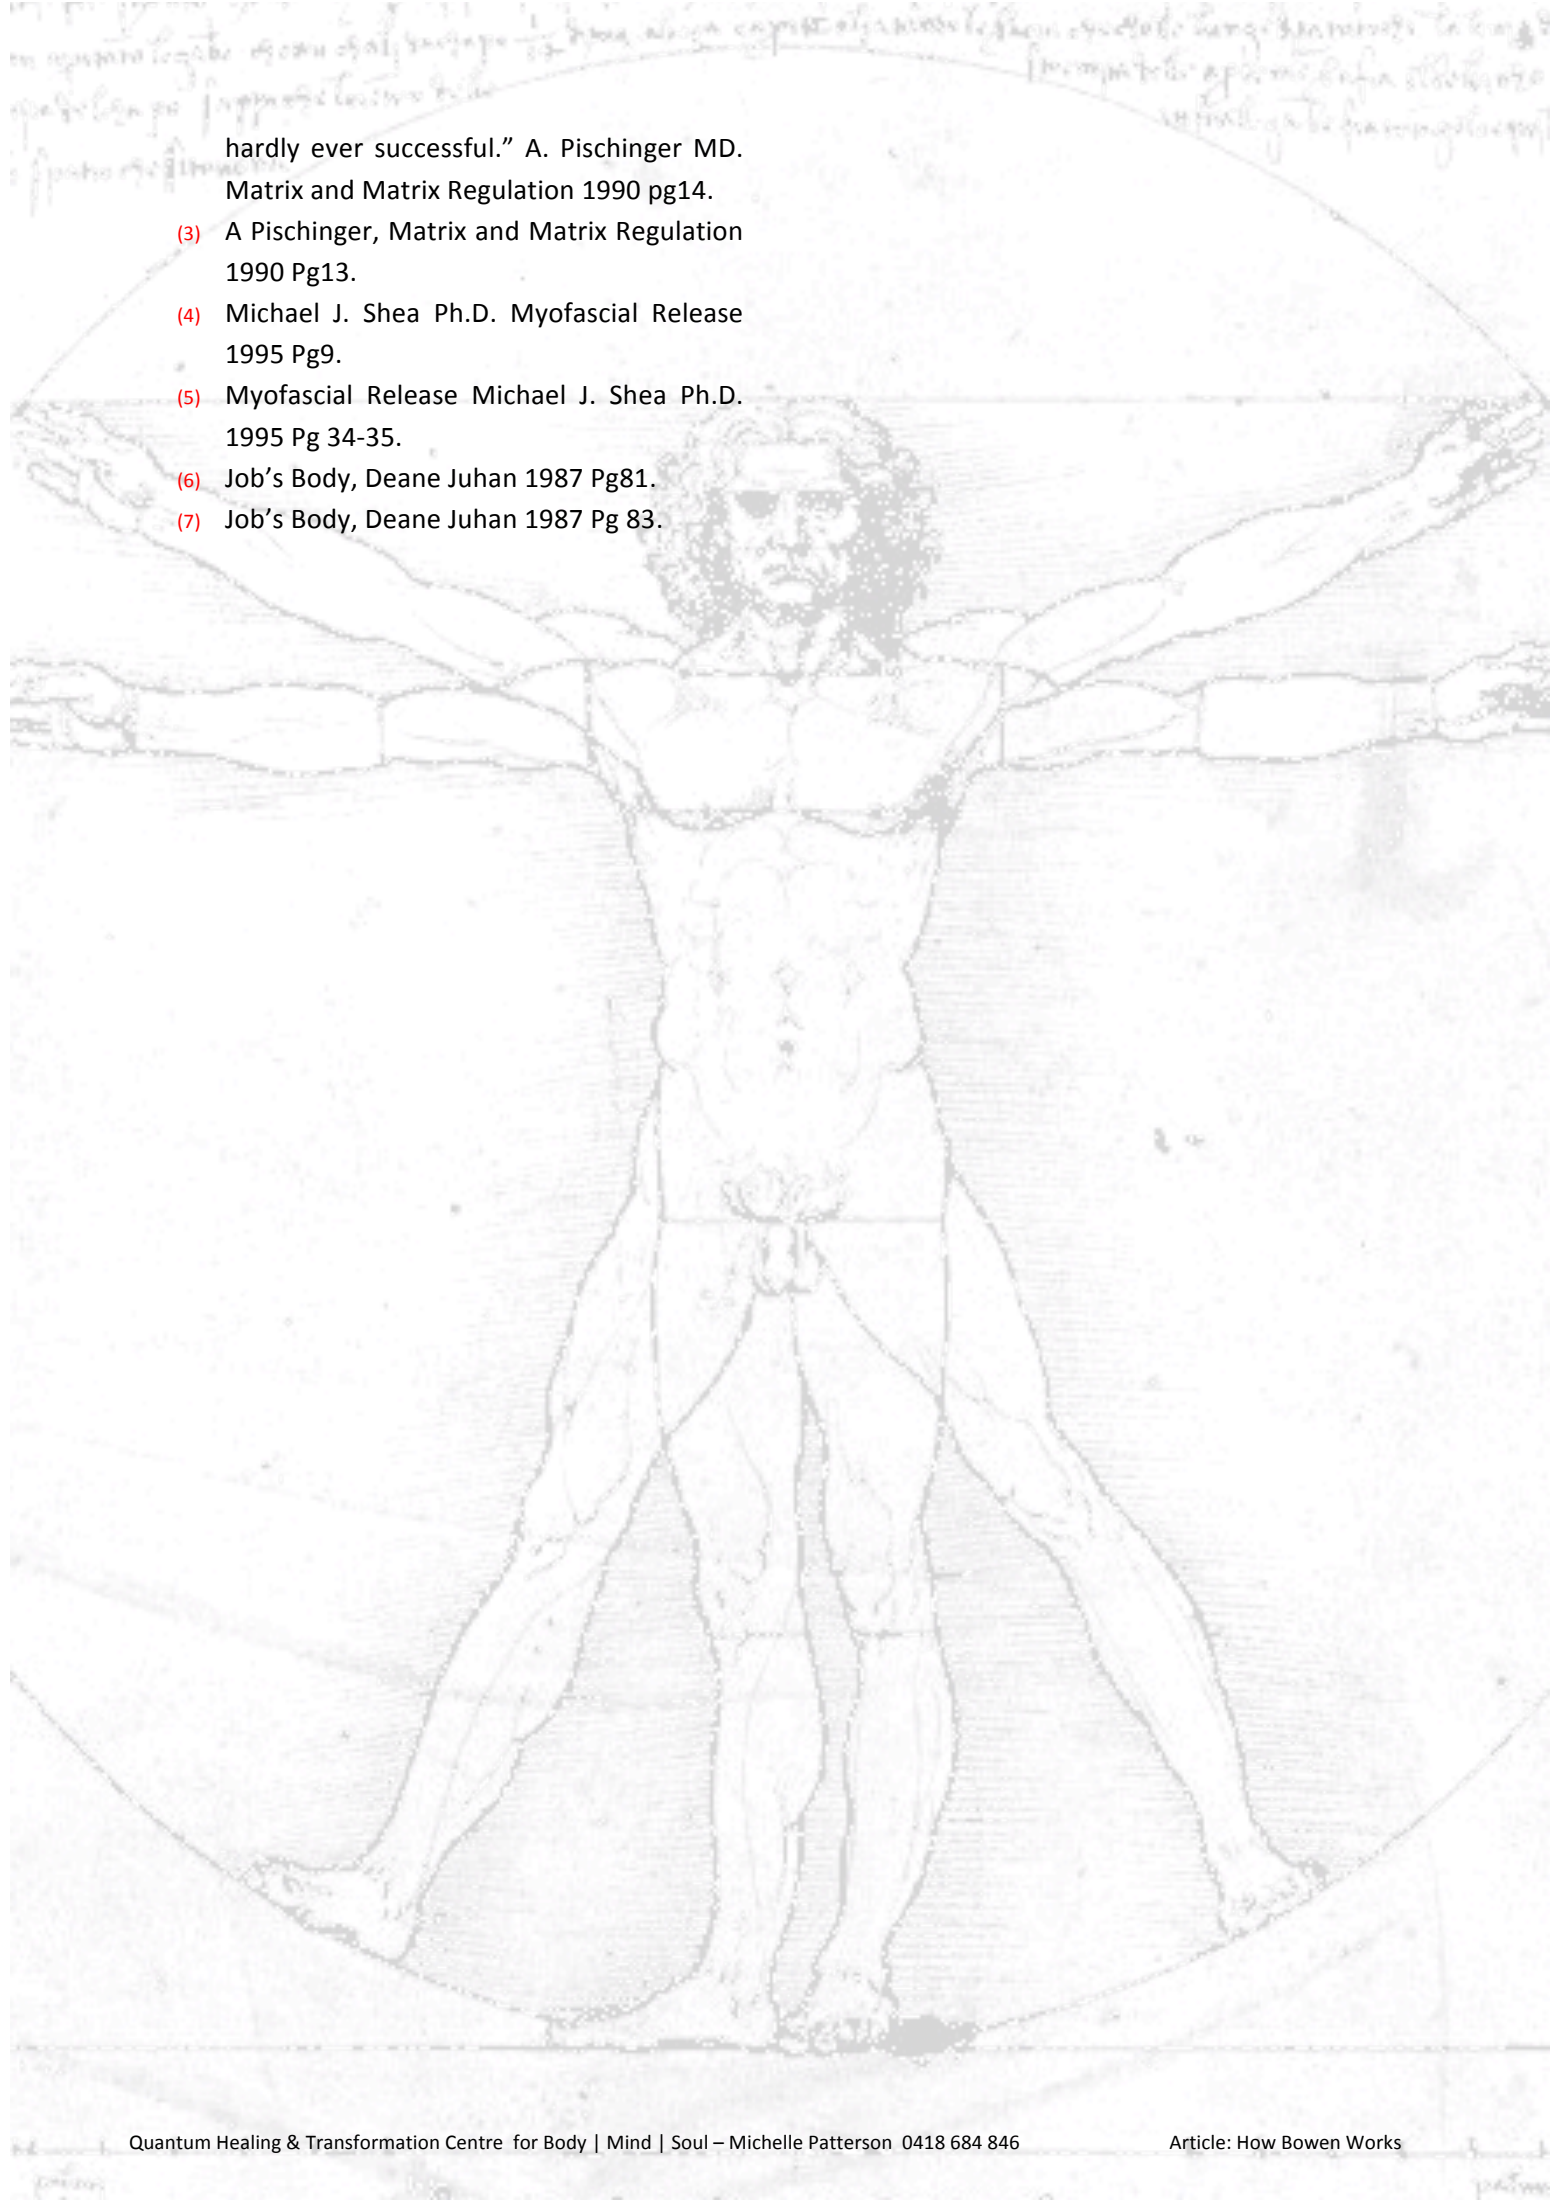 hardly ever successful.” A. Pischinger MD.
Matrix and Matrix Regulation 1990 pg14.
(3) A Pischinger, Matrix and Matrix Regulation
1990 Pg13.
(4) Michael J. Shea Ph.D. Myofascial Release
1995 Pg9.
(5) Myofascial Release Michael J. Shea Ph.D.
1995 Pg 34-35.
(6) Job’s Body, Deane Juhan 1987 Pg81.
(7) Job’s Body, Deane Juhan 1987 Pg 83.
Quantum Healing & Transformation Centre for Body | Mind | Soul – Michelle Patterson 0418 684 846 Article: How Bowen Works